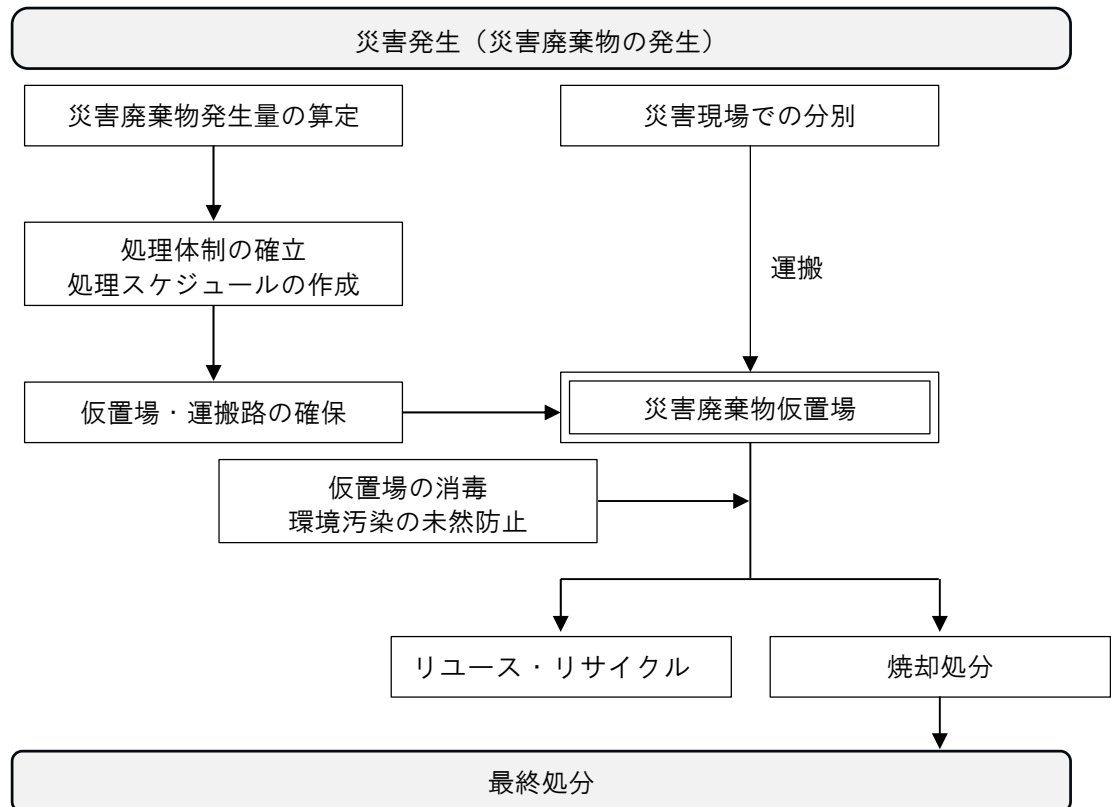 災害発生（災害廃棄物の発生）
災害廃棄物発生量の算定
災害現場での分別
処理体制の確立
処理スケジュールの作成
運搬
仮置場・運搬路の確保
災害廃棄物仮置場
仮置場の消毒
環境汚染の未然防止
リユース・リサイクル
焼却処分
最終処分